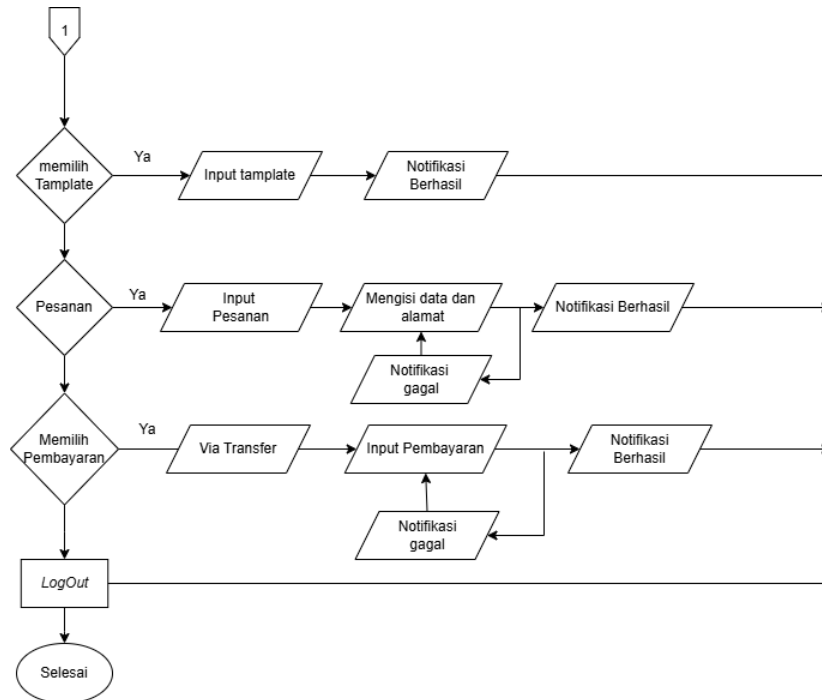 1
memilih
Tamplate
Ya
Input tamplate
Notifikasi
Berhasil
Pesanan
Ya
Input
Pesanan
Mengisi data dan
alamat
Notifikasi Berhasil
Notifikasi
gagal
Memilih
Pembayaran
Ya
Via Transfer
Input Pembayaran
Notifikasi
Berhasil
Notifikasi
gagal
LogOut
Selesai